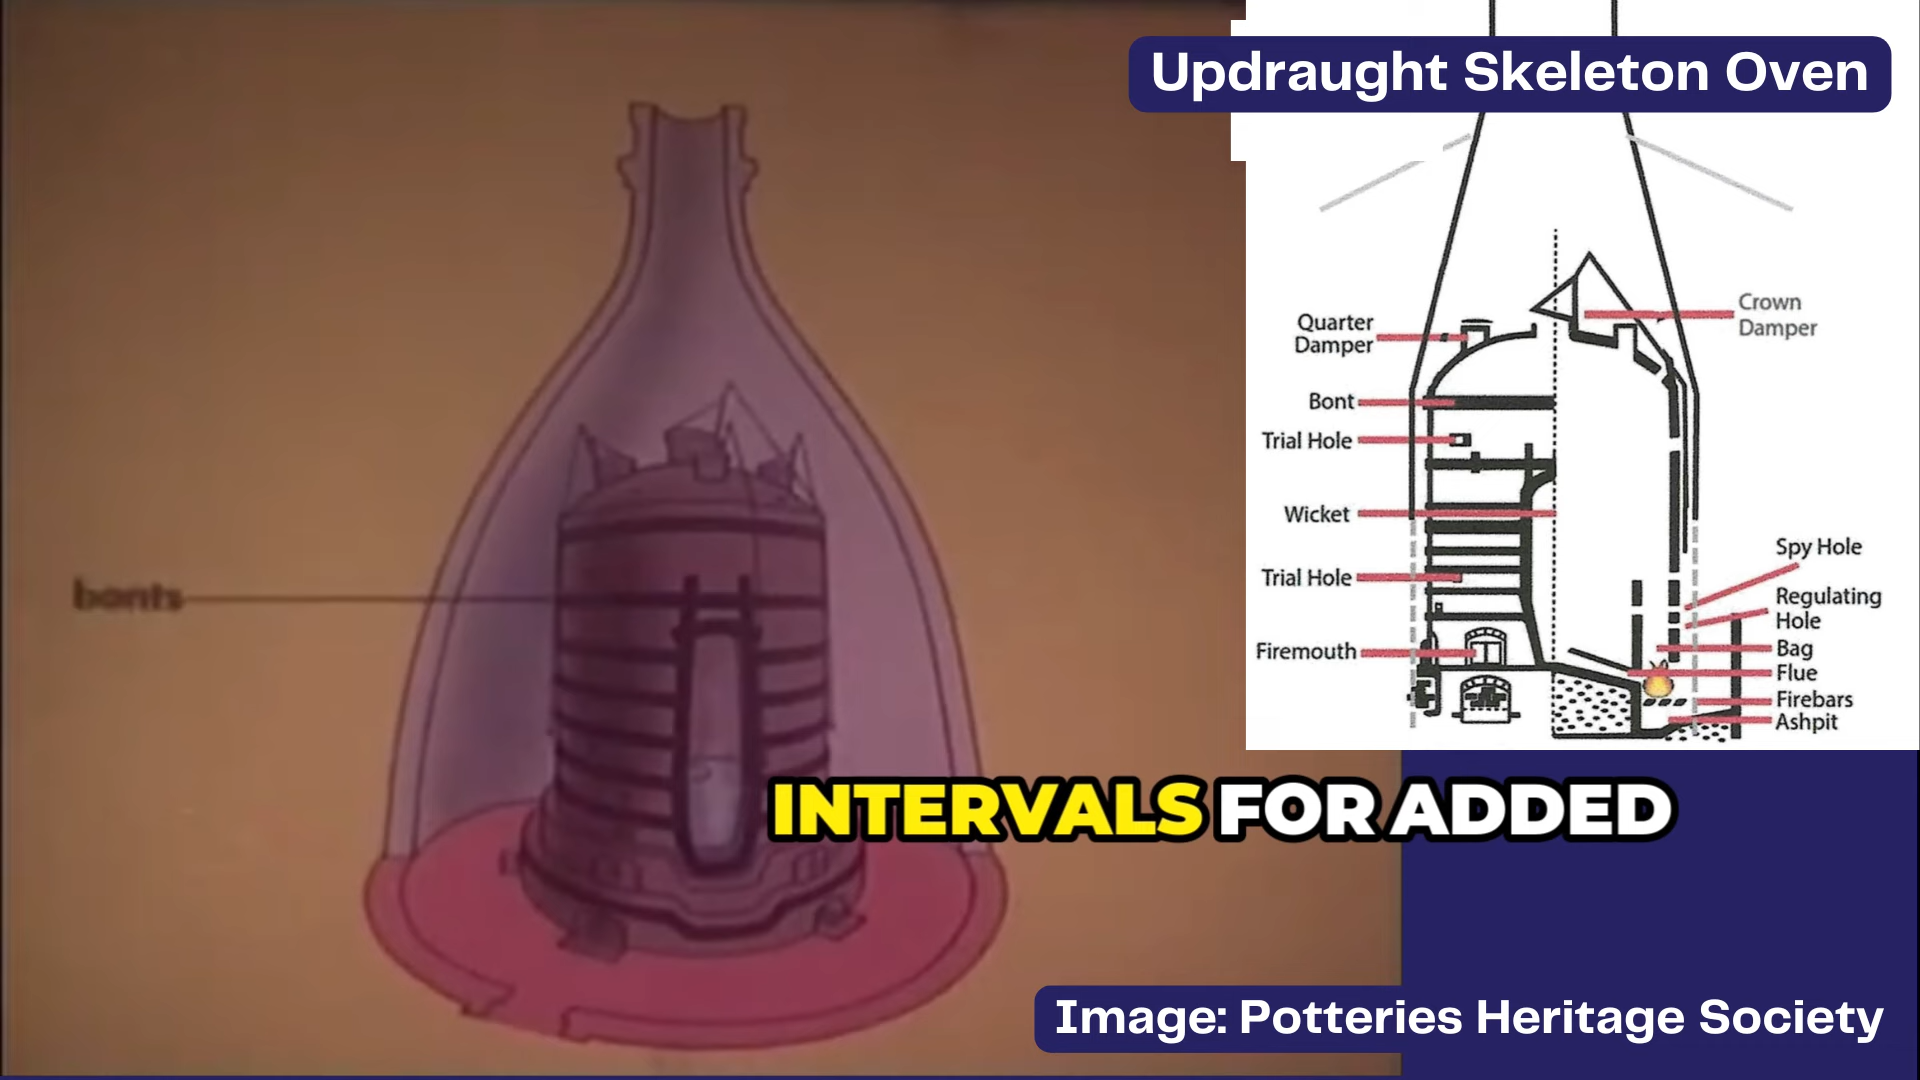 Updraught Skeleton Oven
Crown
Damper
Quarter
Damper
Bont
Trial Hole
Wicket
Spy Hole
Trial Hole
Regulating
Hole
Firemouth
Bag
Flue
Firebars
Ashpit
bonts
INTERVALS FOR ADDED
Image: Potteries Heritage Society